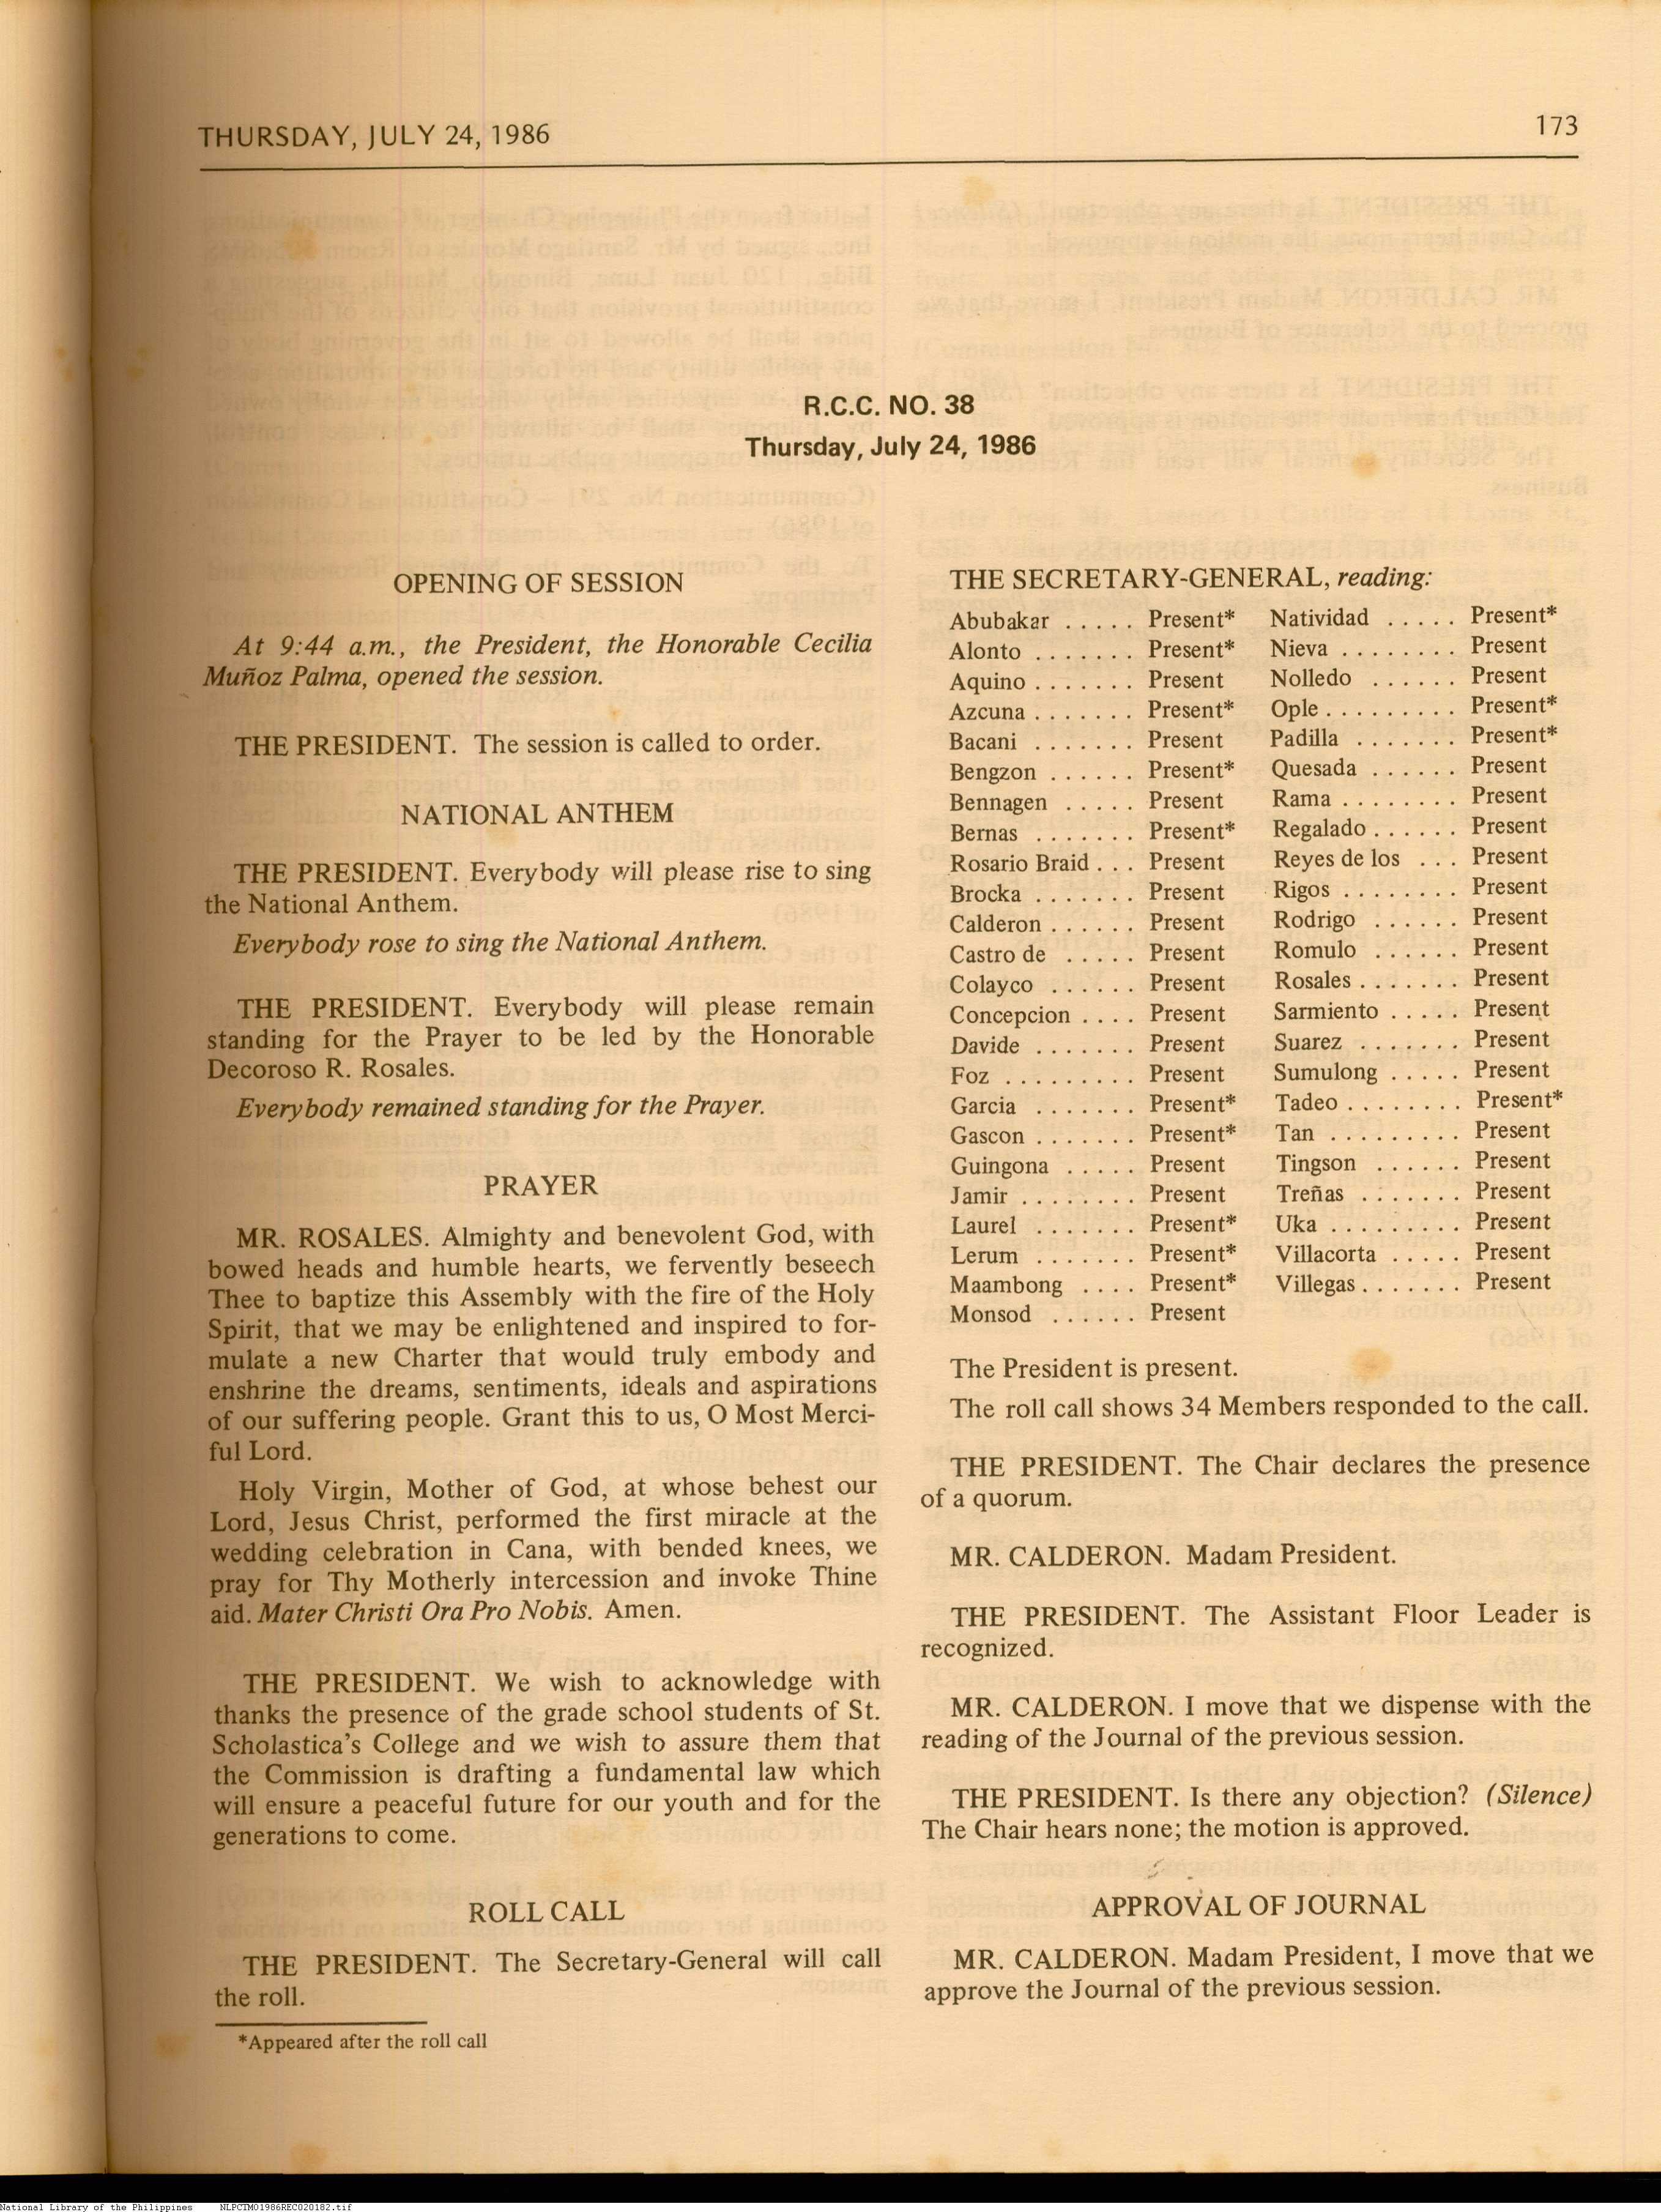 THURSDAY, JULY 24, 1986
173
R.C.C. NO. 38
Thursday, July 24, 1986
OPENING OF SESSION
At 9:44 a.m., the President, the Honorable Cecilia
Muñoz Palma, opened the session.
THE PRESIDENT. The session is called to order.
NATIONAL ANTHEM
THE PRESIDENT. Everybody will please rise to sing
the National Anthem.
Everybody rose to sing the National Anthem.
THE PRESIDENT. Everybody will please remain
standing for the Prayer to be led by the Honorable
Decoroso R. Rosales.
Everybody remained standing for the Prayer.
PRAYER
MR. ROSALES. Almighty and benevolent God, with
bowed heads and humble hearts, we fervently beseech
Thee to baptize this Assembly with the fire of the Holy
Spirit, that we may be enlightened and inspired to for-
mulate a new Charter that would truly embody and
enshrine the dreams, sentiments, ideals and aspirations
of our suffering people. Grant this to us, O Most Merci-
ful Lord.
Holy Virgin, Mother of God, at whose behest our
Lord, Jesus Christ, performed the first miracle at the
wedding celebration in Cana, with bended knees, we
pray for Thy Motherly intercession and invoke Thine
aid. Mater Christi Ora Pro Nobis. Amen.
THE PRESIDENT. We wish to acknowledge with
thanks the presence of the grade school students of St.
Scholastica's College and we wish to assure them that
the Commission is drafting a fundamental law which
will ensure a peaceful future for our youth and for the
generations to come.
ROLL CALL
THE PRESIDENT. The Secretary-General will call
the roll.
*Appeared after the roll call
THE SECRETARY-GENERAL, reading:
Abubakar ..... Present* Natividad ..... Present*
Alonto ....... Present* Nieva ........ Present
Aquino ....... Present Nolledo ...... Present
Azcuna ....... Present* Ople ......... Present*
Bacani ....... Present Padilla ....... Present*
Bengzon ...... Present* Quesada ...... Present
Bennagen ..... Present Rama ........ Present
Bernas ....... Present* Regalado ...... Present
Rosario Braid ... Present Reyes de los ... Present
Brocka ....... Present Rigos ........ Present
Calderon ...... Present Rodrigo ...... Present
Castro de ..... Present Romulo ...... Present
Colayco ...... Present Rosales ....... Present
Concepcion .... Present Sarmiento ..... Present
Davide ....... Present Suarez ....... Present
Foz ......... Present Sumulong ..... Present
Garcia ....... Present* Tadeo ........ Present*
Gascon ....... Present* Tan ......... Present
Guingona ..... Present Tingson ...... Present
Jamir ........ Present Treñas ....... Present
Laurel ....... Present* Uka ......... Present
Lerum ....... Present* Villacorta ..... Present
Maambong .... Present* Villegas ....... Present
Monsod ...... Present
The President is present.
The roll call shows 34 Members responded to the call.
THE PRESIDENT. The Chair declares the presence
of a quorum.
MR. CALDERON. Madam President.
THE PRESIDENT. The Assistant Floor Leader is
recognized.
MR. CALDERON. I move that we dispense with the
reading of the Journal of the previous session.
THE PRESIDENT. Is there any objection? (Silence)
The Chair hears none; the motion is approved.
APPROVAL OF JOURNAL
MR. CALDERON. Madam President, I move that we
approve the Journal of the previous session.
National Library of the Philippines NLPCTM01986REC020182.tif